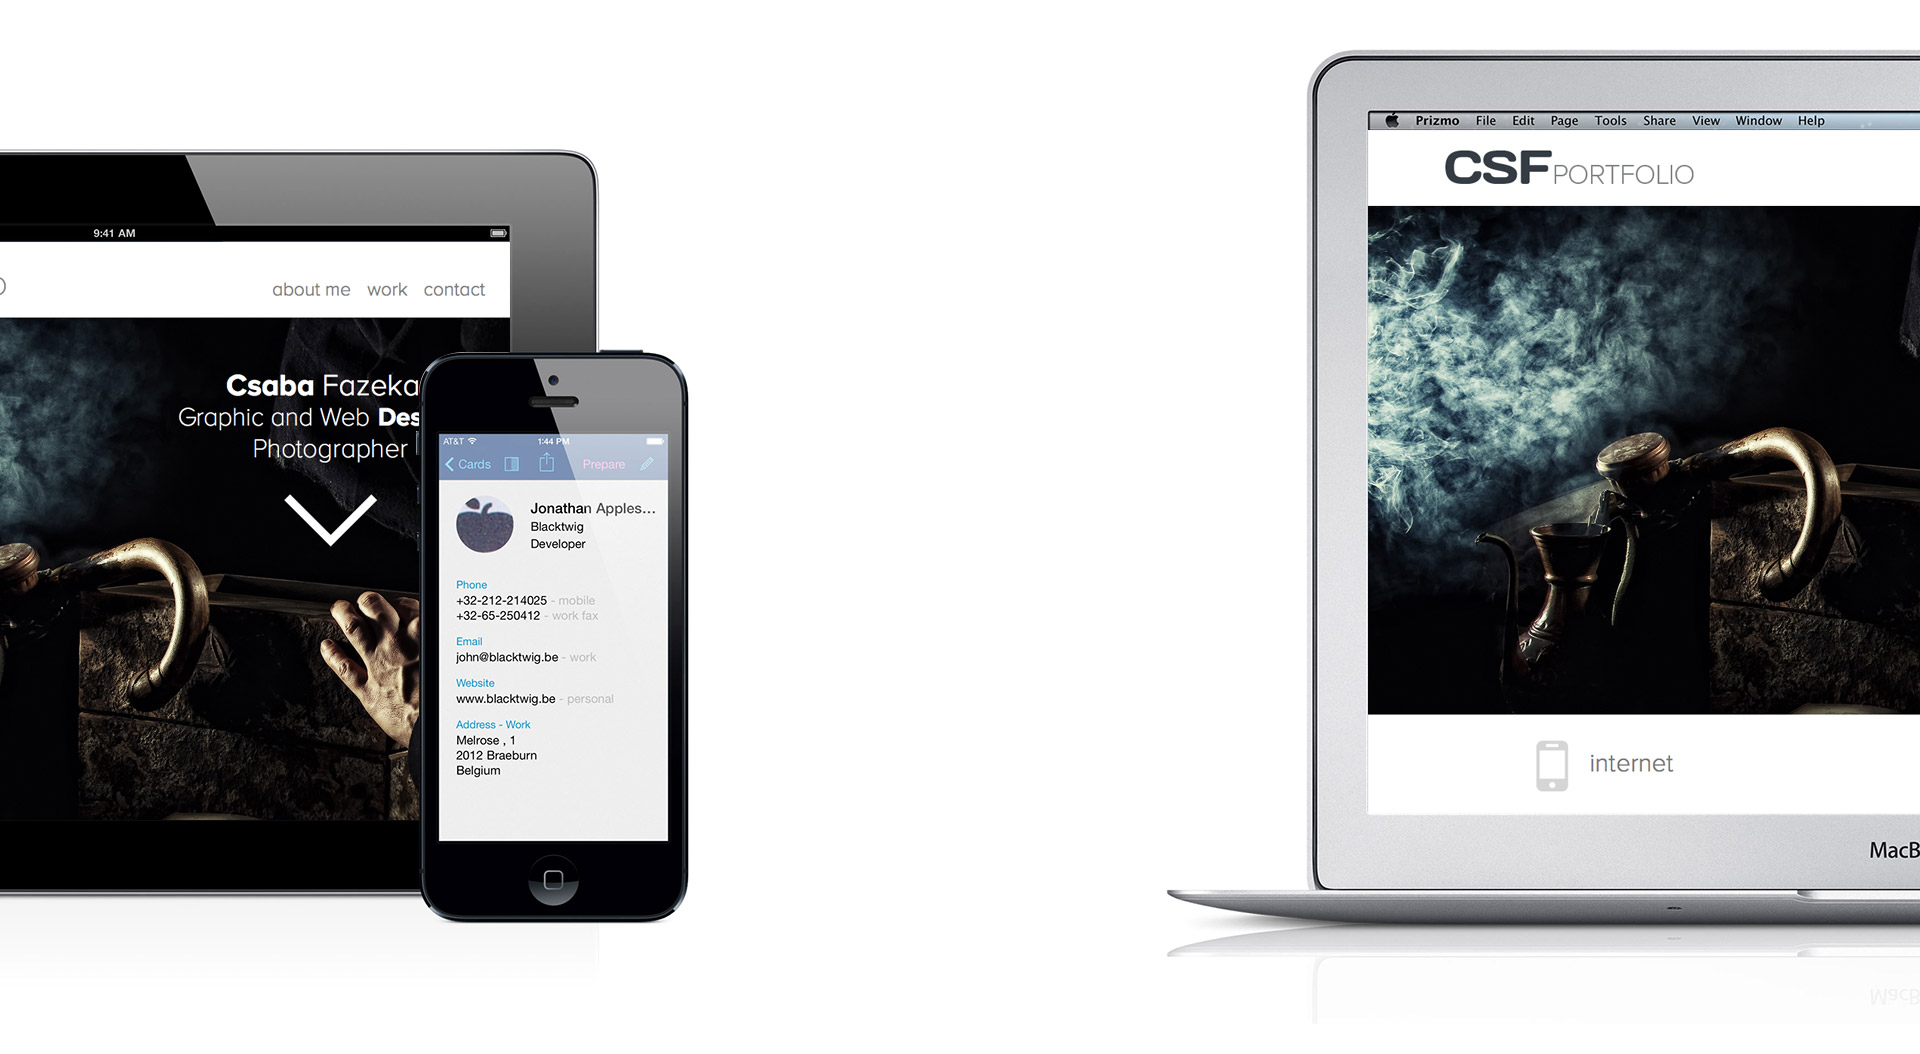 9:41 AM
about me work contact
Csaba Fazeka
Graphic and Web Des
Photographer
AT&T 1:44 PM
Cards Prepare
Jonathan Apples...
Blacktwig
Developer
Phone
+32-212-214025 - mobile
+32-65-250412 - work fax
Email
john@blacktwig.be - work
Website
www.blacktwig.be - personal
Address - Work
Melrose , 1
2012 Braeburn
Belgium
Prizmo File Edit Page Tools Share View Window Help
CSF PORTFOLIO
internet
MacB